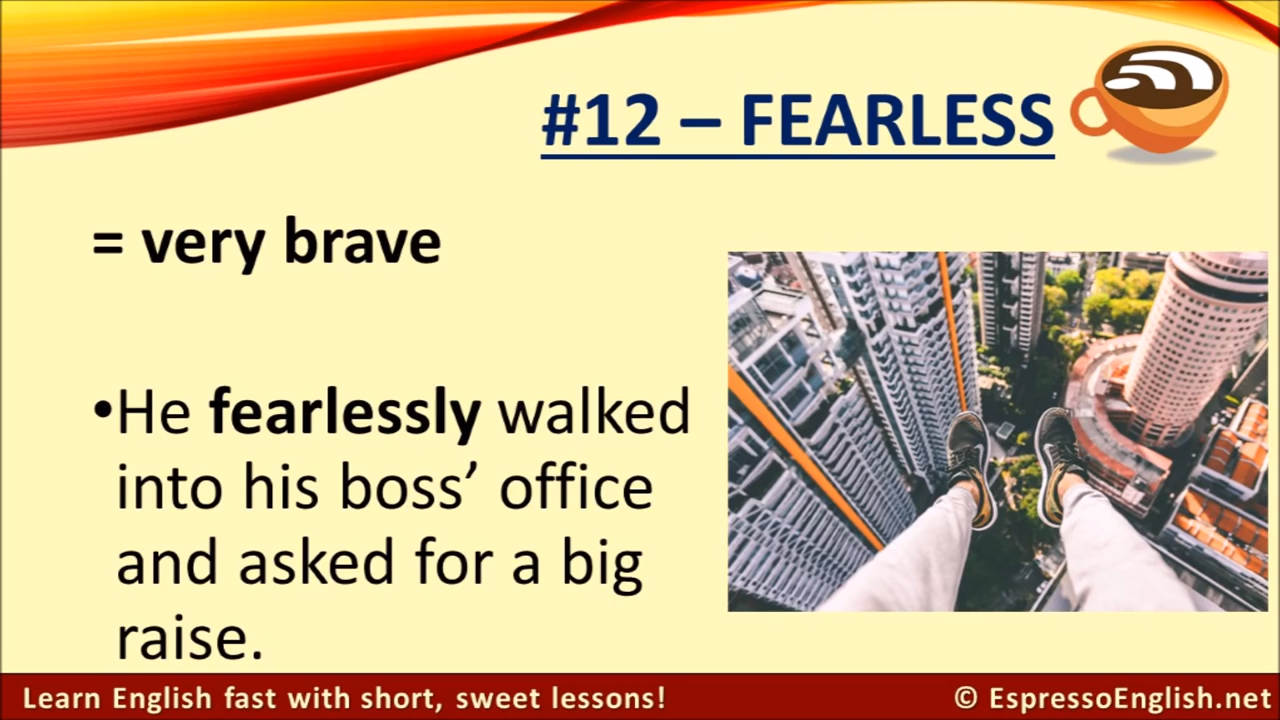 #12 – FEARLESS
= very brave
•He fearlessly walked
into his boss’ office
and asked for a big
raise.
Learn English fast with short, sweet lessons!
© EspressoEnglish.net